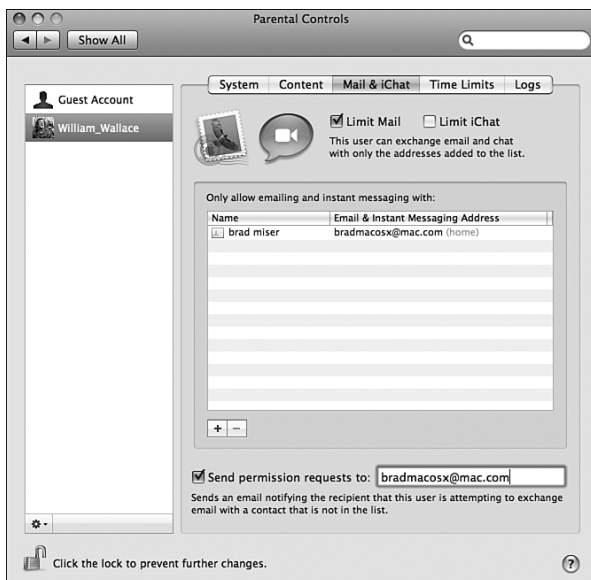 Parental Controls
Show All
System Content Mail & iChat Time Limits Logs
Guest Account
William_Wallace
Limit Mail Limit iChat
This user can exchange email and chat
with only the addresses added to the list.
Only allow emailing and instant messaging with:
Name Email & Instant Messaging Address
brad miser bradmacosx@mac.com (home)
+ −
Send permission requests to: bradmacosx@mac.com
Sends an email notifying the recipient that this user is attempting to exchange
email with a contact that is not in the list.
Click the lock to prevent further changes.
?